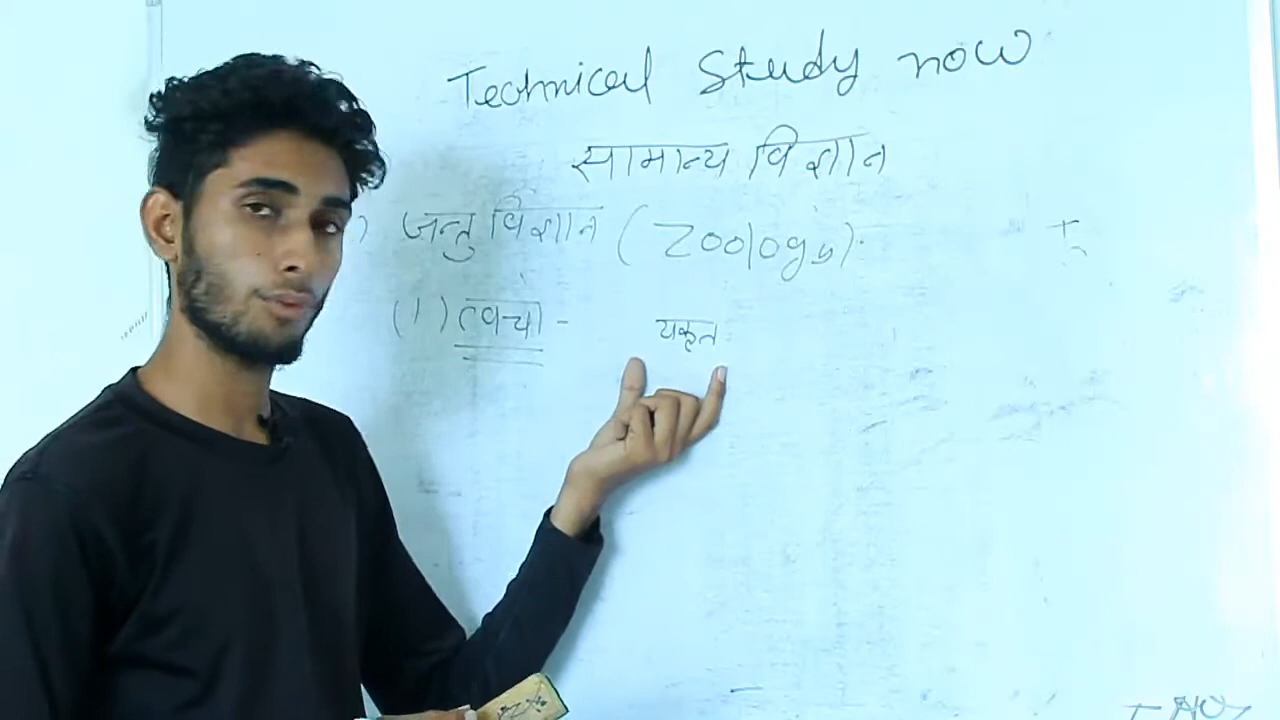 Technical Study now
सामान्य विज्ञान
) जन्तु विज्ञान (Zoology).
(1) त्वचा - यकृत